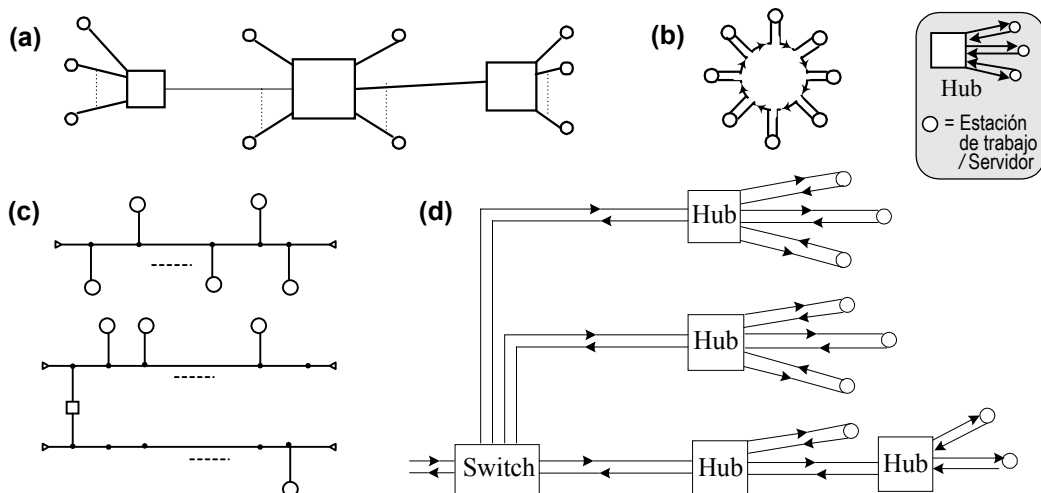 (a)
(b)
Hub
= Estación
de trabajo
/ Servidor
(c)
(d)
Hub
Hub
Switch
Hub
Hub